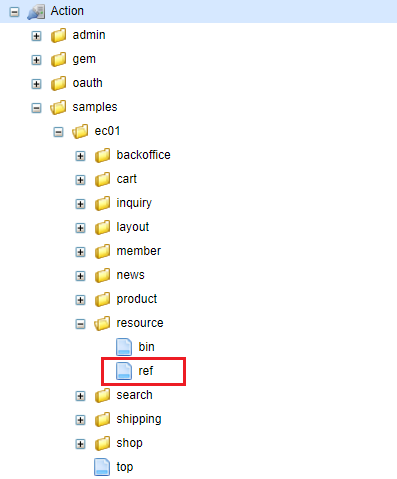 Action
admin
gem
oauth
samples
ec01
backoffice
cart
inquiry
layout
member
news
product
resource
bin
ref
search
shipping
shop
top